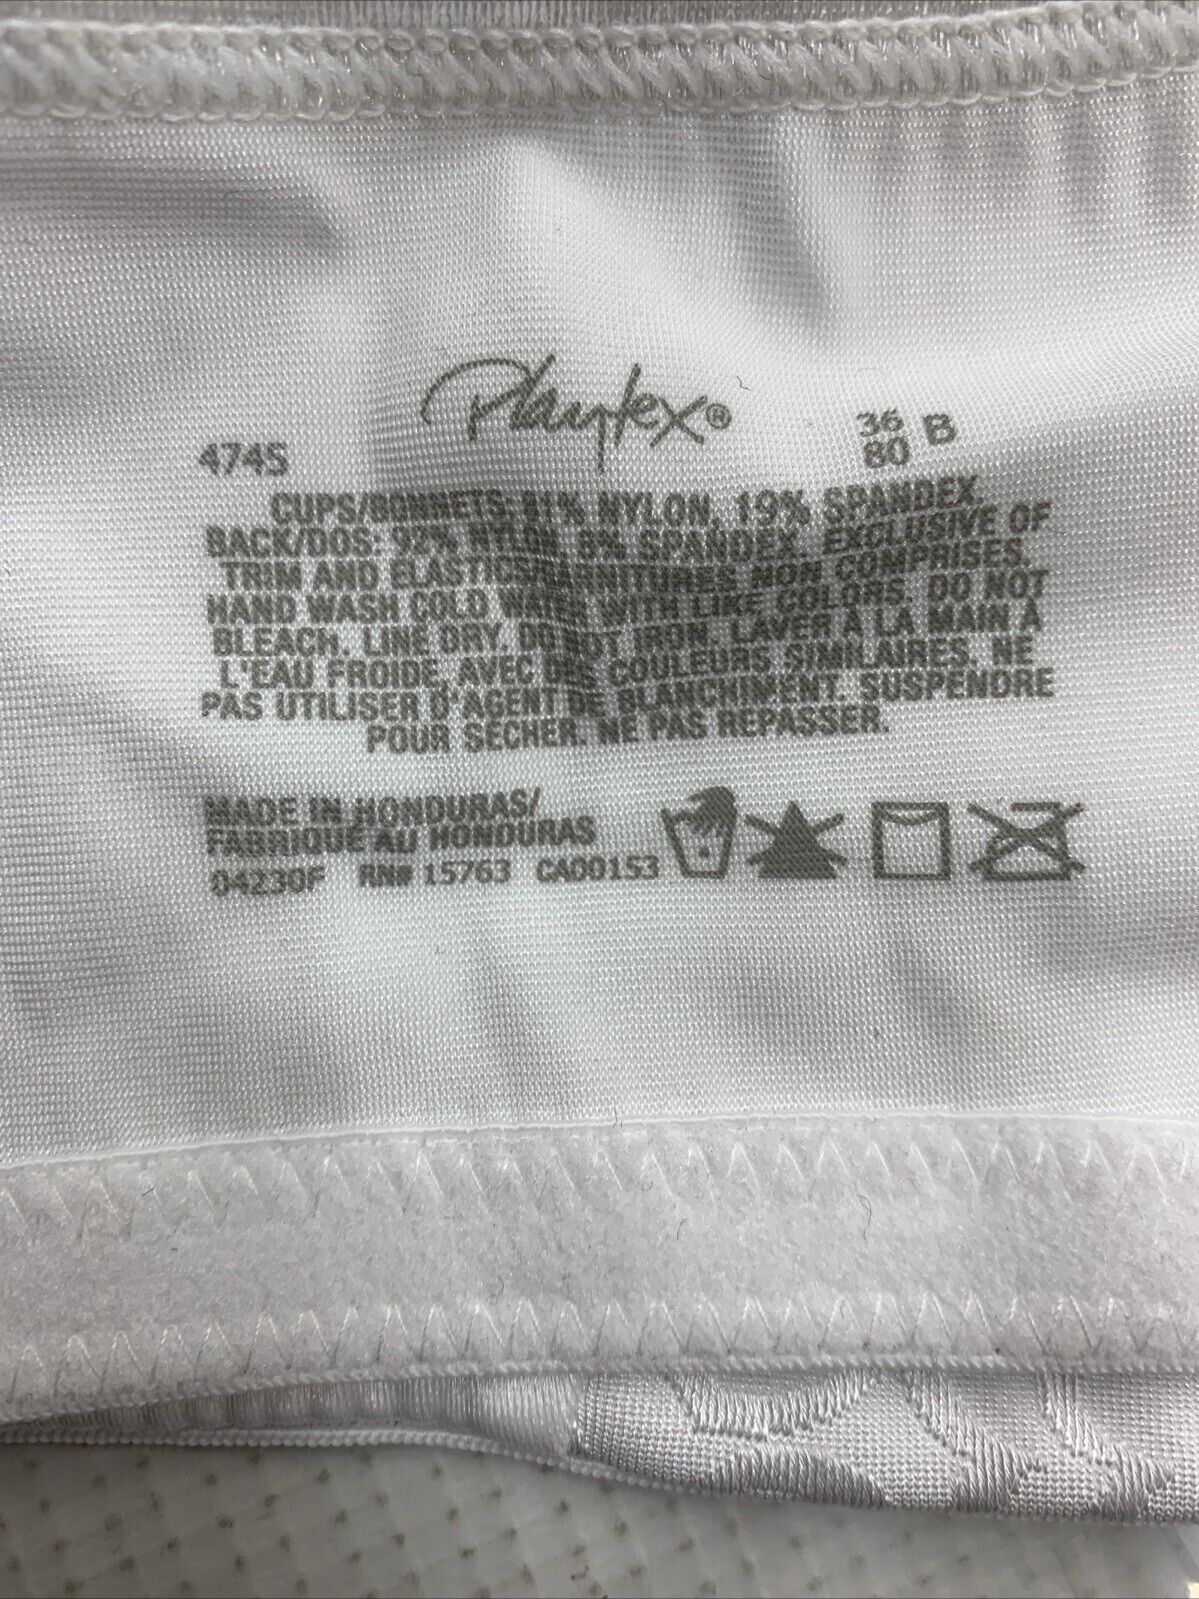 Playtex®
4745
36 B
80
CUPS/BONNETS: 81% NYLON, 19% SPANDEX.
BACK/DOS: 92% NYLON, 8% SPANDEX. EXCLUSIVE OF
TRIM AND ELASTICS/FURNITURES NON COMPRISES.
HAND WASH COLD WATER WITH LIKE COLORS. DO NOT
BLEACH. LINE DRY. DO NOT IRON. LAVER À LA MAIN À
L'EAU FROIDE, AVEC DES COULEURS SIMILAIRES. NE
PAS UTILISER D'AGENT DE BLANCHIMENT. SUSPENDRE
POUR SÉCHER. NE PAS REPASSER.
MADE IN HONDURAS/
FABRIQUÉ AU HONDURAS
04230F RN# 15763 CA00153